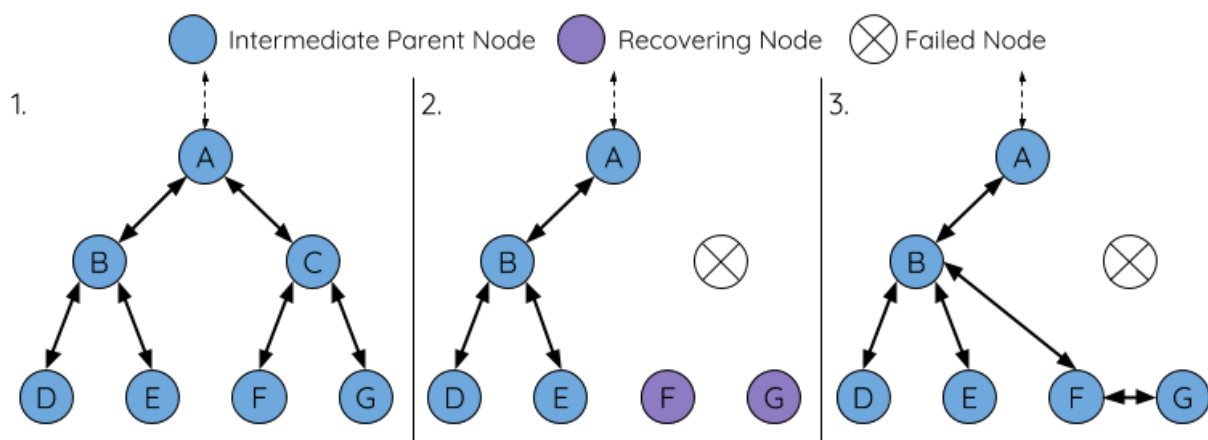 Intermediate Parent Node Recovering Node Failed Node
1. 2. 3.
A A A
B C B B
D E F G D E F G D E F G